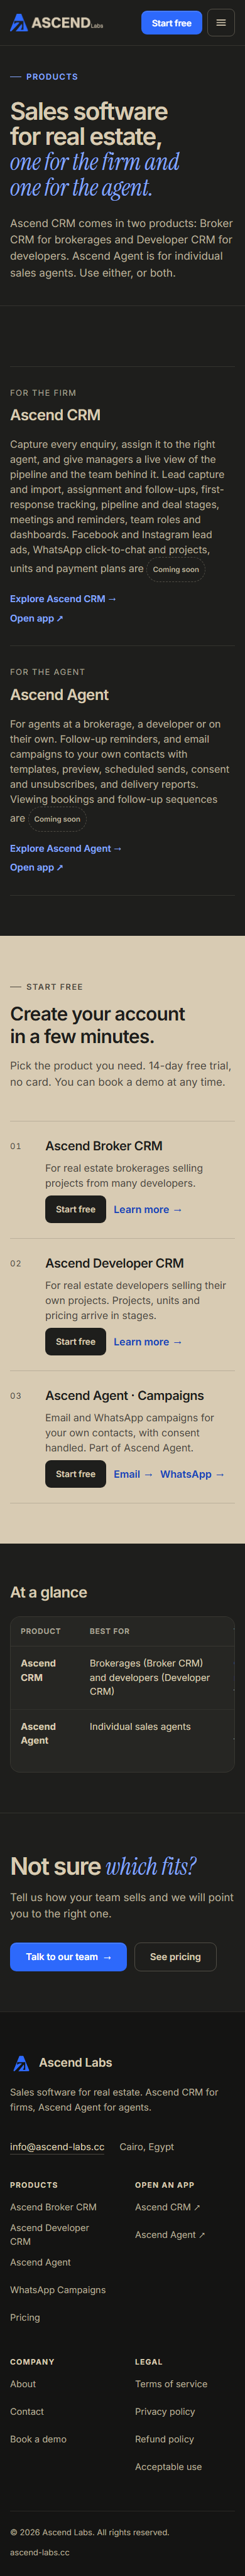 ASCEND Labs
Start free
PRODUCTS
Sales software
for real estate,
one for the firm and
one for the agent.
Ascend CRM comes in two products: Broker
CRM for brokerages and Developer CRM for
developers. Ascend Agent is for individual
sales agents. Use either, or both.
FOR THE FIRM
Ascend CRM
Capture every enquiry, assign it to the right
agent, and give managers a live view of the
pipeline and the team behind it. Lead capture
and import, assignment and follow-ups, first-
response tracking, pipeline and deal stages,
meetings and reminders, team roles and
dashboards. Facebook and Instagram lead
ads, WhatsApp click-to-chat and projects,
units and payment plans are Coming soon
Explore Ascend CRM →
Open app ↗
FOR THE AGENT
Ascend Agent
For agents at a brokerage, a developer or on
their own. Follow-up reminders, and email
campaigns to your own contacts with
templates, preview, scheduled sends, consent
and unsubscribes, and delivery reports.
Viewing bookings and follow-up sequences
are Coming soon
Explore Ascend Agent →
Open app ↗
START FREE
Create your account
in a few minutes.
Pick the product you need. 14-day free trial,
no card. You can book a demo at any time.
01 Ascend Broker CRM
For real estate brokerages selling
projects from many developers.
Start free Learn more →
02 Ascend Developer CRM
For real estate developers selling their
own projects. Projects, units and
pricing arrive in stages.
Start free Learn more →
03 Ascend Agent · Campaigns
Email and WhatsApp campaigns for
your own contacts, with consent
handled. Part of Ascend Agent.
Start free Email → WhatsApp →
At a glance
PRODUCT BEST FOR
Ascend CRM
Brokerages (Broker CRM)
and developers (Developer
CRM)
Ascend Agent
Individual sales agents
Not sure which fits?
Tell us how your team sells and we will point
you to the right one.
Talk to our team → See pricing
Ascend Labs
Sales software for real estate. Ascend CRM for
firms, Ascend Agent for agents.
info@ascend-labs.cc Cairo, Egypt
PRODUCTS
Ascend Broker CRM
Ascend Developer
CRM
Ascend Agent
WhatsApp Campaigns
Pricing
OPEN AN APP
Ascend CRM ↗
Ascend Agent ↗
COMPANY
About
Contact
Book a demo
LEGAL
Terms of service
Privacy policy
Refund policy
Acceptable use
© 2026 Ascend Labs. All rights reserved.
ascend-labs.cc